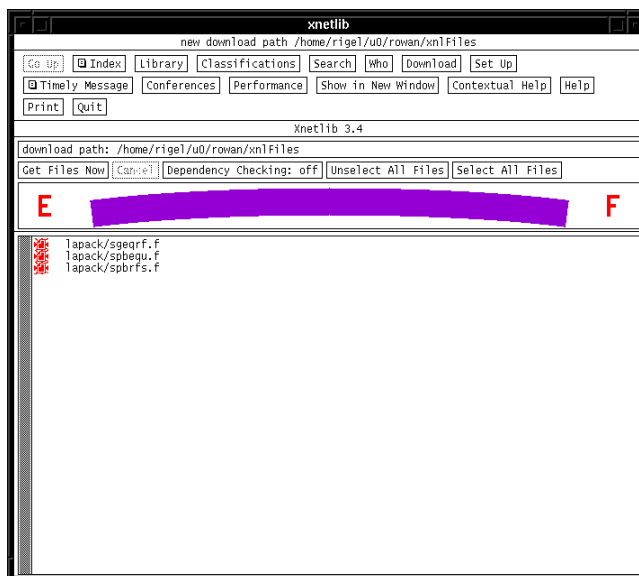 xnetlib
new download path /home/rigel/u0/rowan/xnlFiles
Go Up Index Library Classifications Search Who Download Set Up
Timely Message Conferences Performance Show in New Window Contextual Help Help
Print Quit
Xnetlib 3.4
download path: /home/rigel/u0/rowan/xnlFiles
Get Files Now Cancel Dependency Checking: off Unselect All Files Select All Files
E F
lapack/sgeqrf.f
lapack/spbequ.f
lapack/spbrfs.f